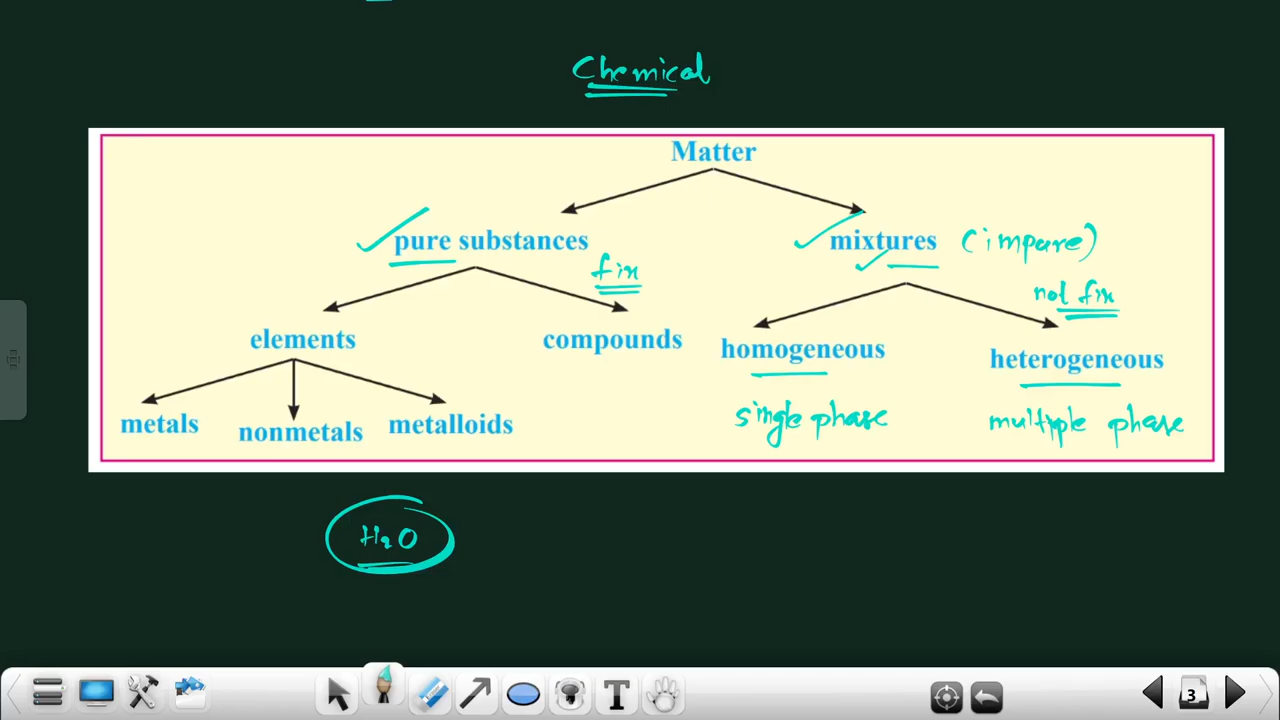 Chemical
Matter
pure substances
mixtures (impure)
fix
not fix
elements
compounds
homogeneous
heterogeneous
metals
nonmetals
metalloids
single phase
multiple phase
H₂O
T
3